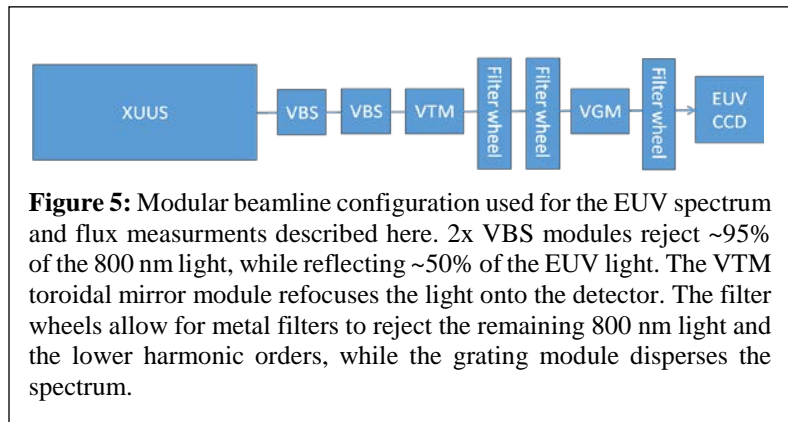 XUUS
VBS
VBS
VTM
Filter wheel
Filter wheel
VGM
Filter wheel
EUV
CCD
Figure 5: Modular beamline configuration used for the EUV spectrum
and flux measurments described here. 2x VBS modules reject ~95%
of the 800 nm light, while reflecting ~50% of the EUV light. The VTM
toroidal mirror module refocuses the light onto the detector. The filter
wheels allow for metal filters to reject the remaining 800 nm light and
the lower harmonic orders, while the grating module disperses the
spectrum.